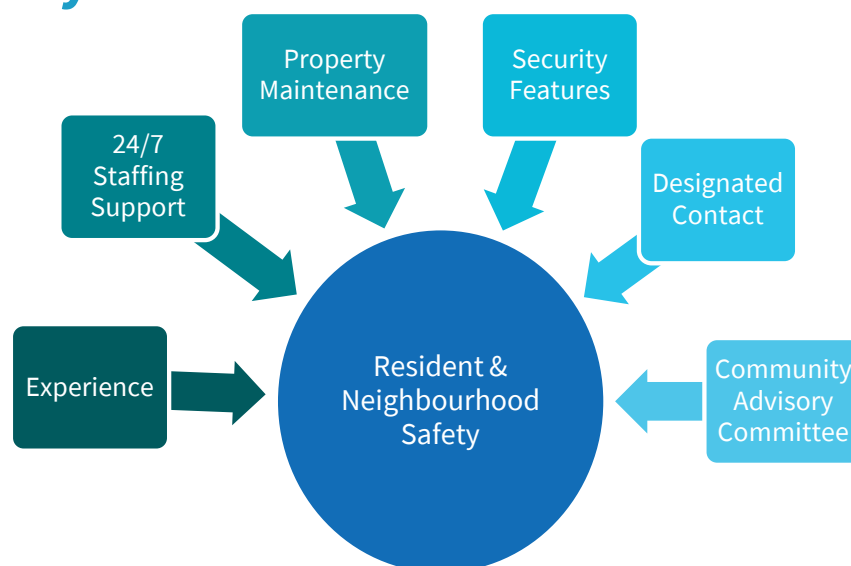 Property
Maintenance
Security
Features
24/7
Staffing
Support
Designated
Contact
Experience
Resident &
Neighbourhood
Safety
Community
Advisory
Committee